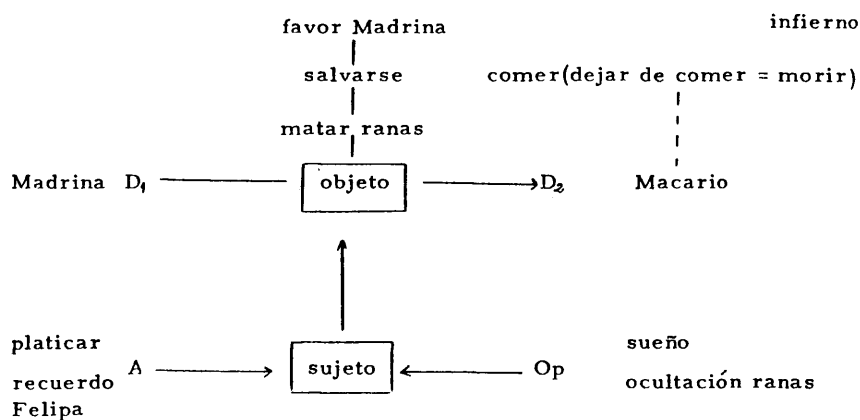 favor Madrina
infierno
salvarse
comer(dejar de comer = morir)
matar ranas
Madrina D₁ objeto D₂ Macario
platicar
sueño
A sujeto Op
recuerdo
ocultación ranas
Felipa